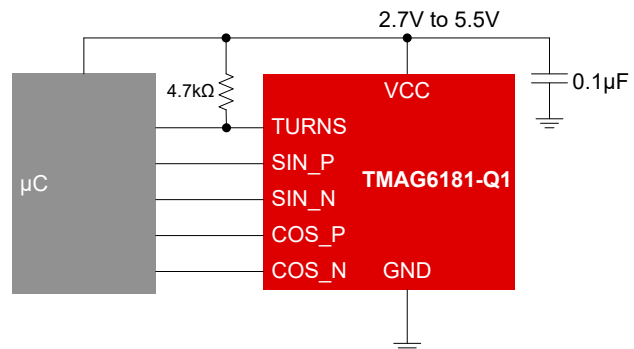 2.7V to 5.5V
4.7kΩ
VCC
0.1µF
TURNS
SIN_P
TMAG6181-Q1
µC
SIN_N
COS_P
COS_N
GND